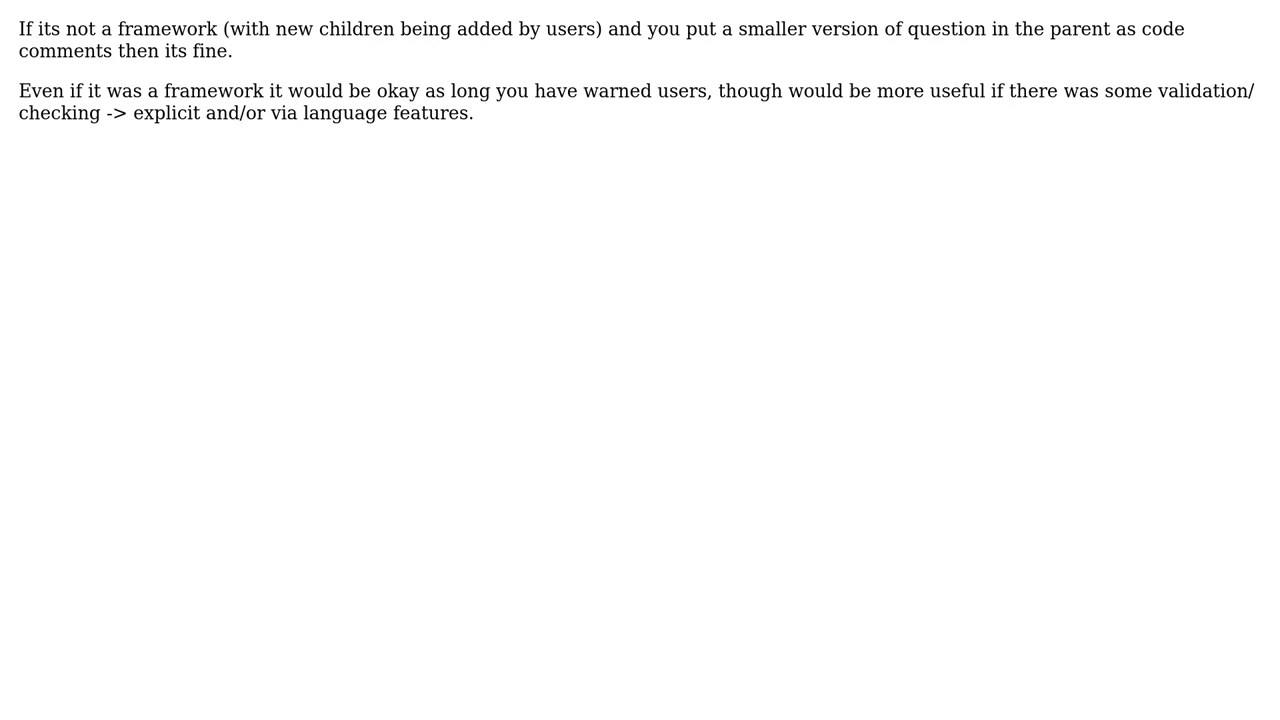 If its not a framework (with new children being added by users) and you put a smaller version of question in the parent as code
comments then its fine.
Even if it was a framework it would be okay as long you have warned users, though would be more useful if there was some validation/
checking -> explicit and/or via language features.